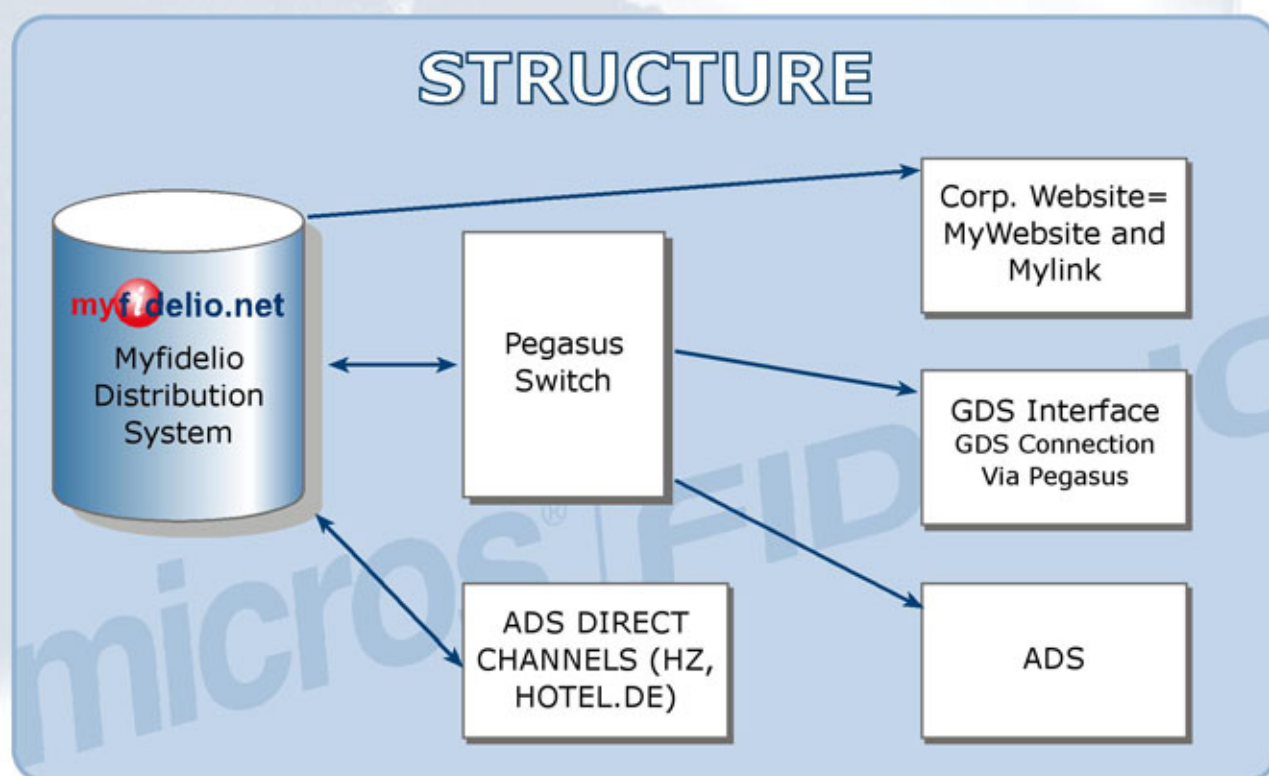 STRUCTURE
Corp. Website=
MyWebsite and
Mylink
myfidelio.net
Myfidelio
Distribution
System
Pegasus
Switch
GDS Interface
GDS Connection
Via Pegasus
ADS DIRECT
CHANNELS (HZ,
HOTEL.DE)
ADS
micros® FID